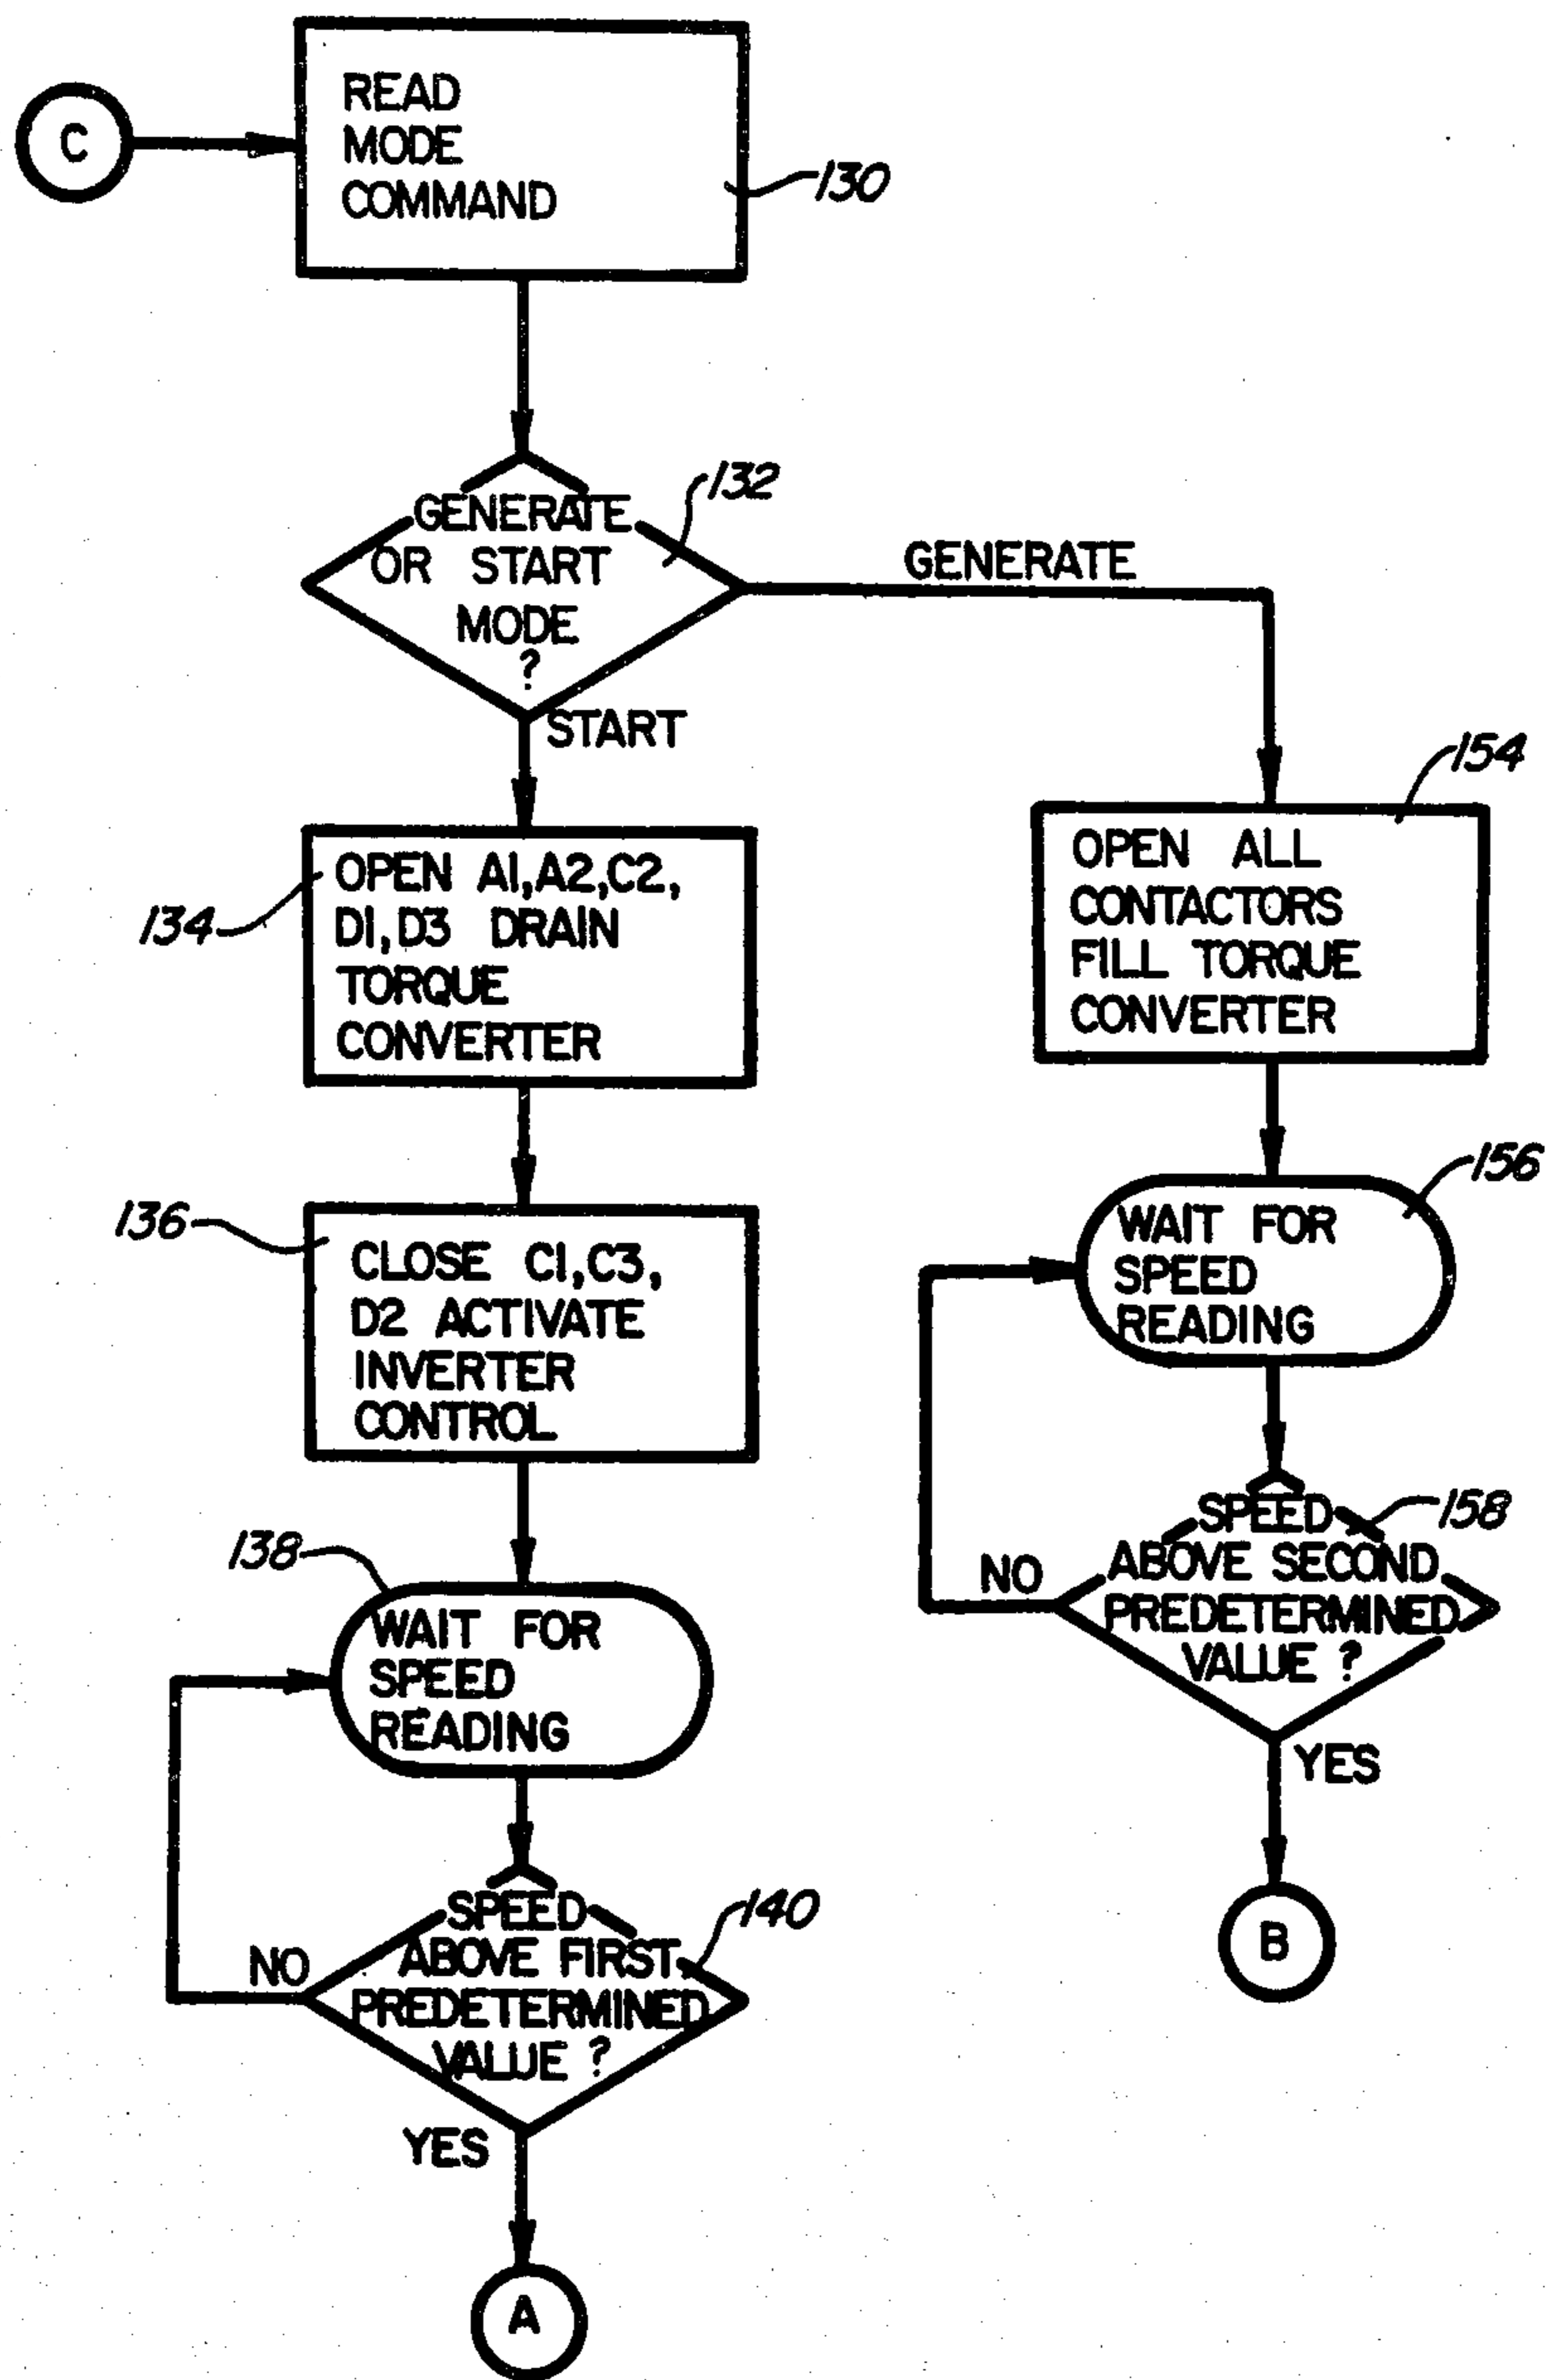 C
READ
MODE
COMMAND
130
GENERATE
OR START
MODE
?
132
GENERATE
START
OPEN A1,A2,C2,
D1,D3 DRAIN
TORQUE
CONVERTER
134
CLOSE C1,C3,
D2 ACTIVATE
INVERTER
CONTROL
136
WAIT FOR
SPEED
READING
138
SPEED
ABOVE FIRST
PREDETERMINED
VALUE ?
140
NO
YES
A
OPEN ALL
CONTACTORS
FILL TORQUE
CONVERTER
154
WAIT FOR
SPEED
READING
156
SPEED
ABOVE SECOND
PREDETERMINED
VALUE ?
158
NO
YES
B